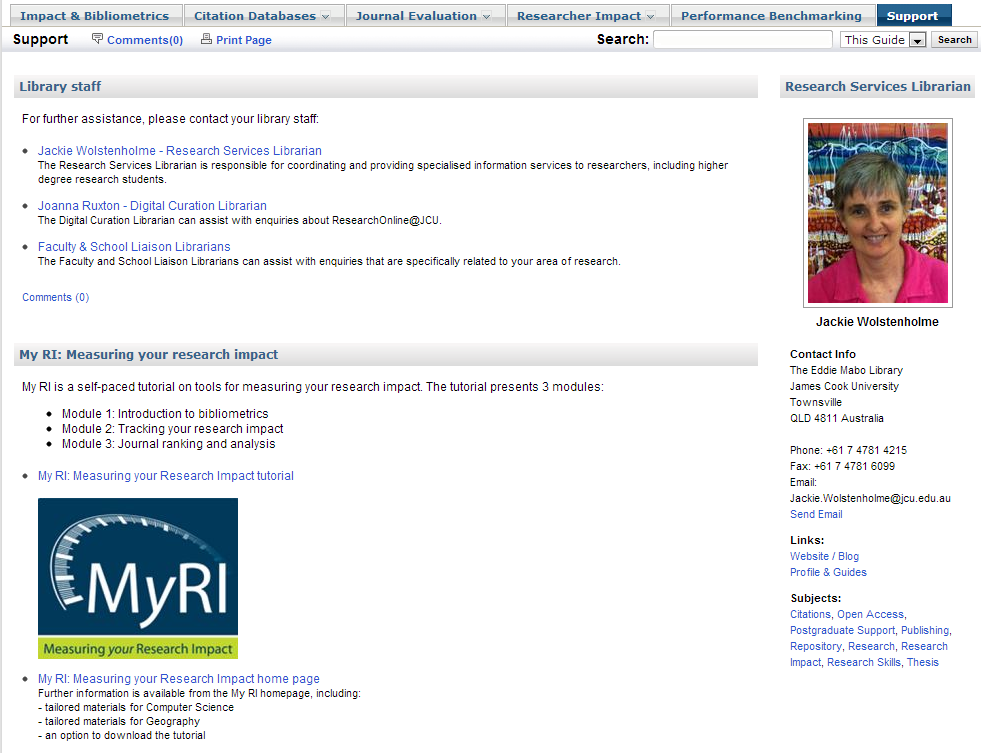 Impact & Bibliometrics Citation Databases Journal Evaluation Researcher Impact Performance Benchmarking Support
Support Comments(0) Print Page Search: This Guide Search
Library staff
For further assistance, please contact your library staff:
Jackie Wolstenholme - Research Services Librarian
The Research Services Librarian is responsible for coordinating and providing specialised information services to researchers, including higher
degree research students.
Joanna Ruxton - Digital Curation Librarian
The Digital Curation Librarian can assist with enquiries about ResearchOnline@JCU.
Faculty & School Liaison Librarians
The Faculty and School Liaison Librarians can assist with enquiries that are specifically related to your area of research.
Comments (0)
My RI: Measuring your research impact
My RI is a self-paced tutorial on tools for measuring your research impact. The tutorial presents 3 modules:
Module 1: Introduction to bibliometrics
Module 2: Tracking your research impact
Module 3: Journal ranking and analysis
My RI: Measuring your Research Impact tutorial
MyRI
Measuring your Research Impact
My RI: Measuring your Research Impact home page
Further information is available from the My RI homepage, including:
- tailored materials for Computer Science
- tailored materials for Geography
- an option to download the tutorial
Research Services Librarian
Jackie Wolstenholme
Contact Info
The Eddie Mabo Library
James Cook University
Townsville
QLD 4811 Australia
Phone: +61 7 4781 4215
Fax: +61 7 4781 6099
Email:
Jackie.Wolstenholme@jcu.edu.au
Send Email
Links:
Website / Blog
Profile & Guides
Subjects:
Citations, Open Access,
Postgraduate Support, Publishing,
Repository, Research, Research
Impact, Research Skills, Thesis